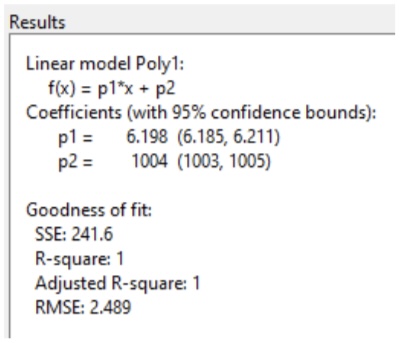 Results
Linear model Poly1:
f(x) = p1*x + p2
Coefficients (with 95% confidence bounds):
p1 = 6.198 (6.185, 6.211)
p2 = 1004 (1003, 1005)
Goodness of fit:
SSE: 241.6
R-square: 1
Adjusted R-square: 1
RMSE: 2.489